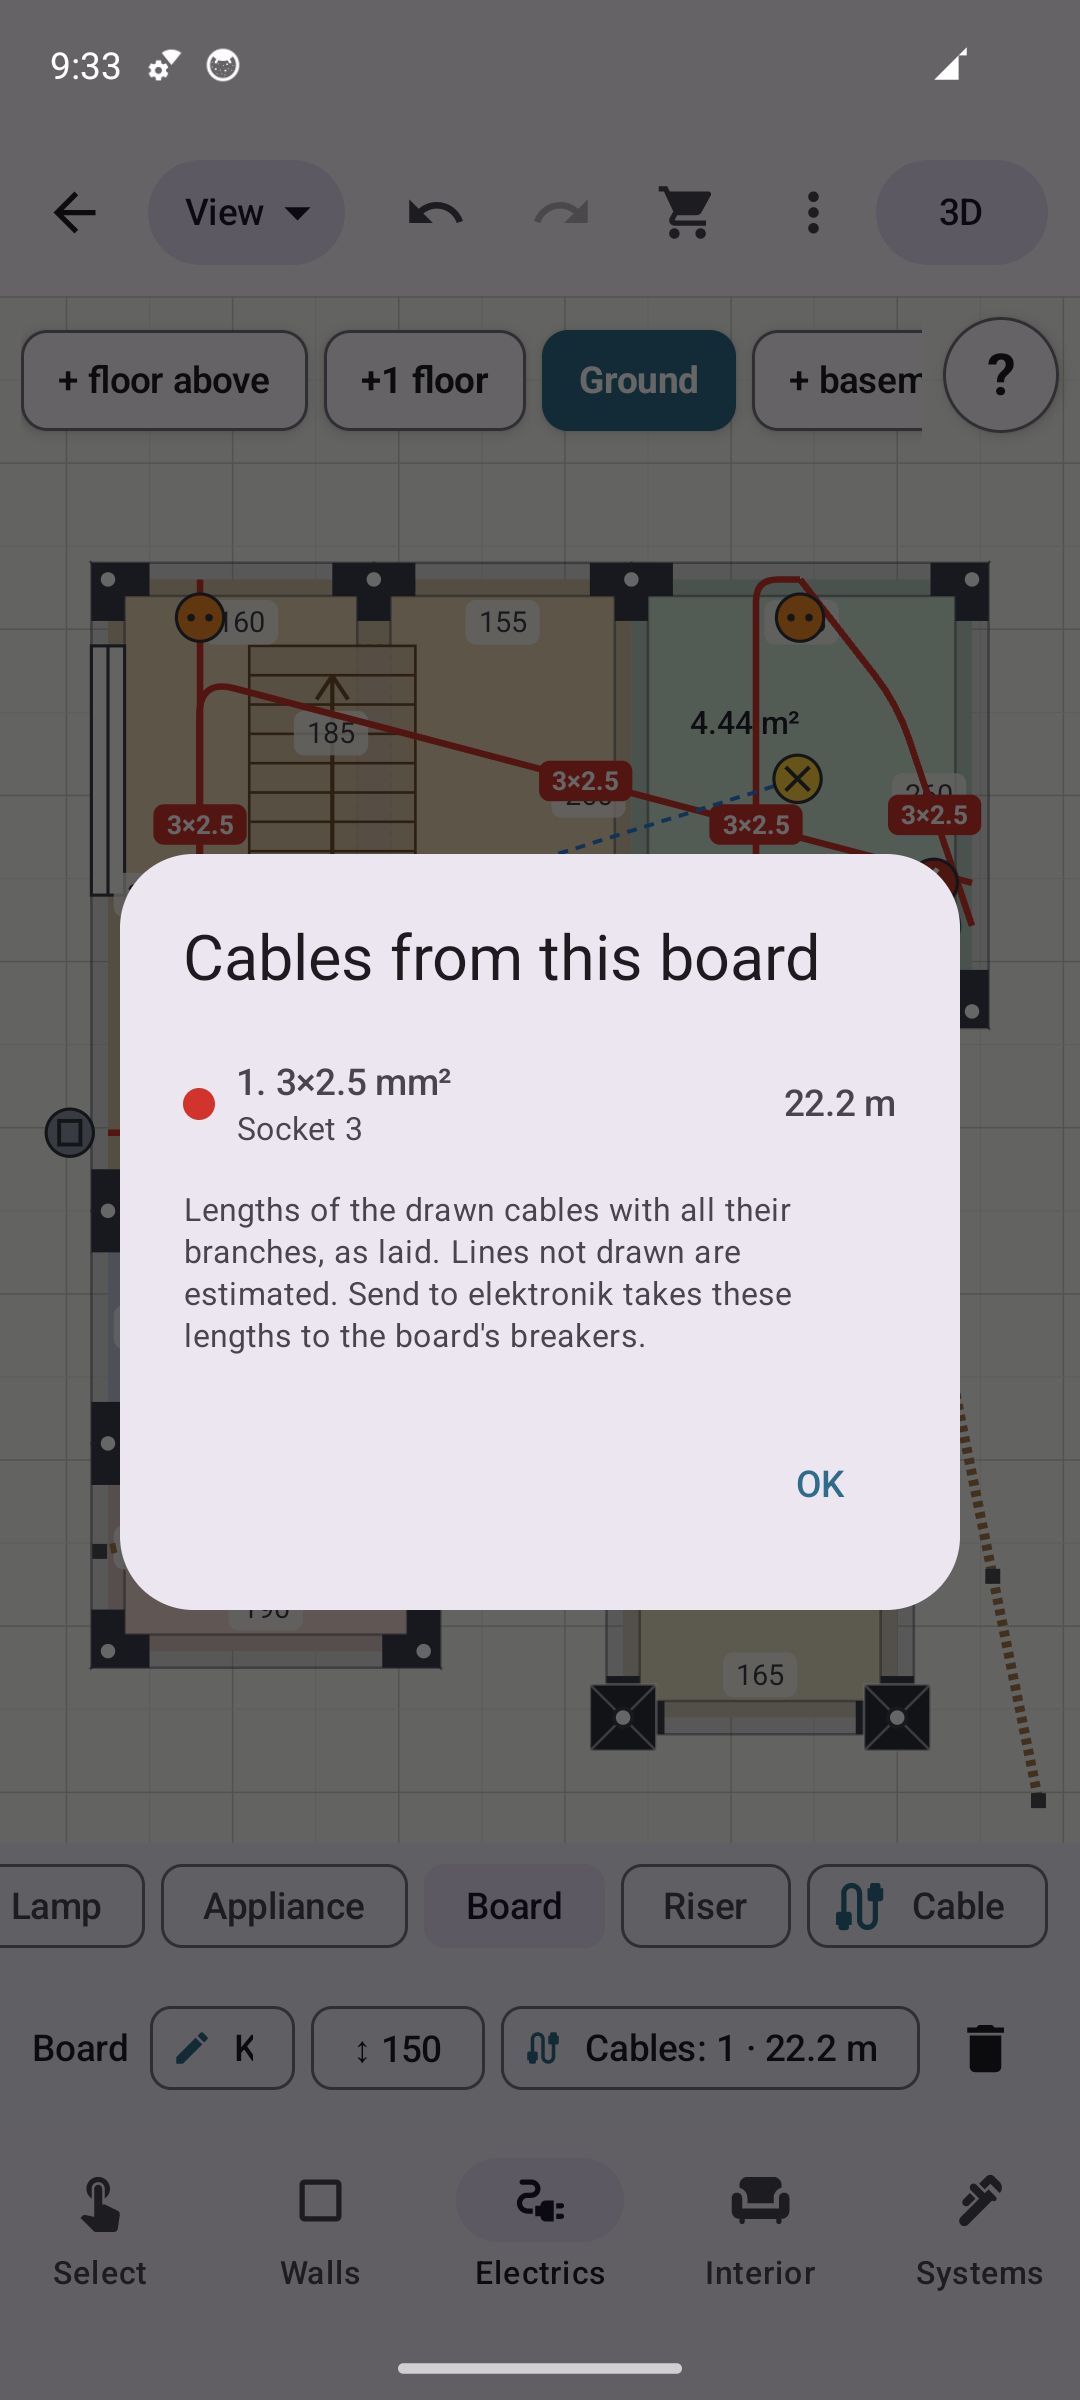 9:33
View
3D
+ floor above
+1 floor
Ground
+ basem
?
160
155
185
4.44 m²
3×2.5
260
3×2.5
3×2.5
3×2.5
Cables from this board
1. 3×2.5 mm²
22.2 m
Socket 3
Lengths of the drawn cables with all their
branches, as laid. Lines not drawn are
estimated. Send to elektronik takes these
lengths to the board's breakers.
OK
165
Lamp
Appliance
Board
Riser
Cable
Board
K
↕ 150
Cables: 1 · 22.2 m
Select
Walls
Electrics
Interior
Systems